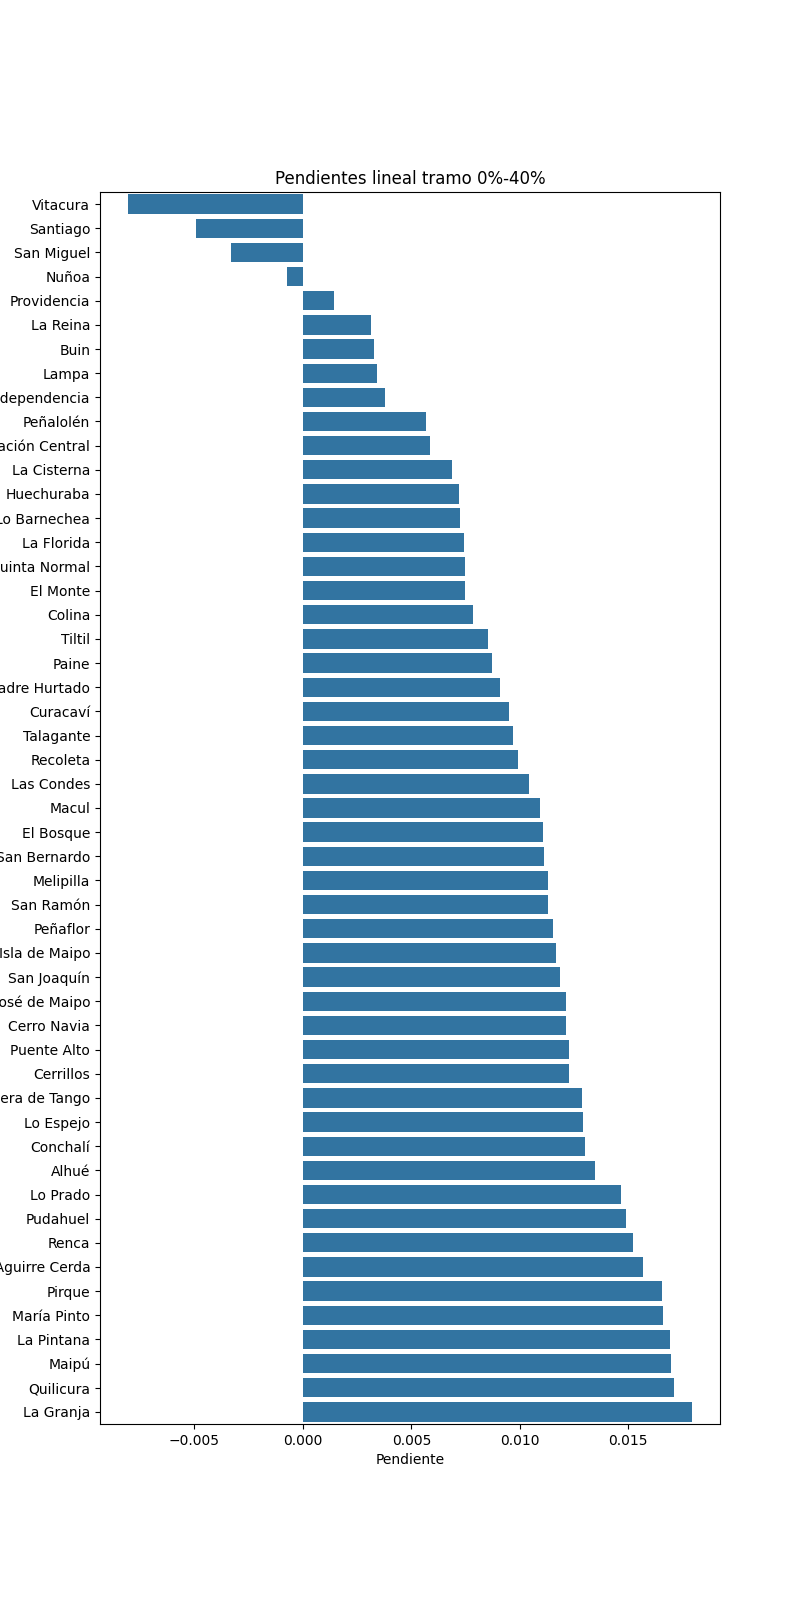 Pendientes lineal tramo 0%-40%
Vitacura
Santiago
San Miguel
Nuñoa
Providencia
La Reina
Buin
Lampa
dependencia
Peñalolén
ación Central
La Cisterna
Huechuraba
Lo Barnechea
La Florida
uinta Normal
El Monte
Colina
Tiltil
Paine
adre Hurtado
Curacaví
Talagante
Recoleta
Las Condes
Macul
El Bosque
San Bernardo
Melipilla
San Ramón
Peñaflor
Isla de Maipo
San Joaquín
osé de Maipo
Cerro Navia
Puente Alto
Cerrillos
era de Tango
Lo Espejo
Conchalí
Alhué
Lo Prado
Pudahuel
Renca
Aguirre Cerda
Pirque
María Pinto
La Pintana
Maipú
Quilicura
La Granja
−0.005 0.000 0.005 0.010 0.015
Pendiente